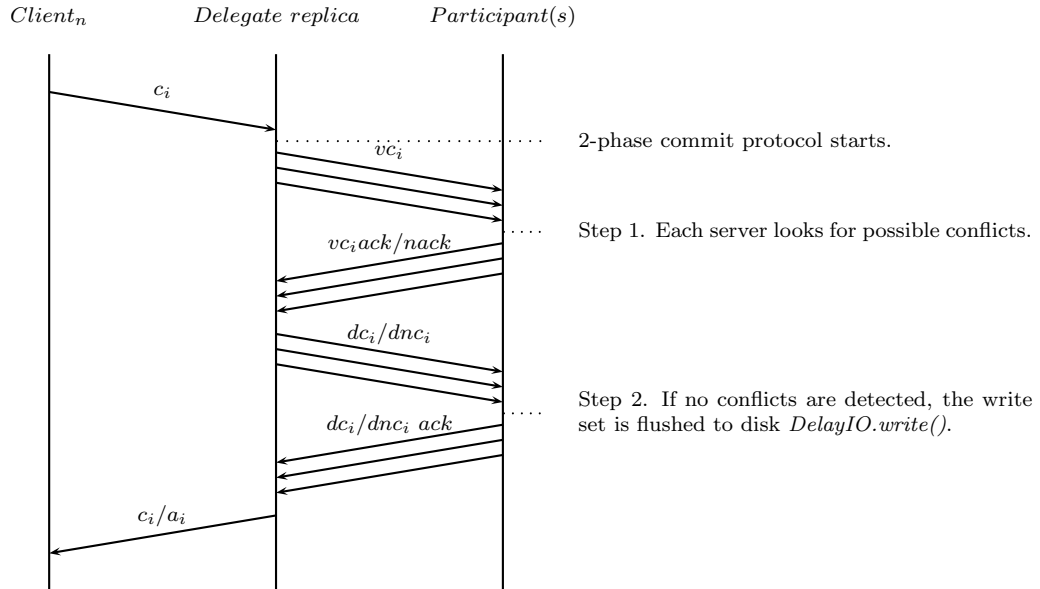 Client_n Delegate replica Participant(s)
c_i
2-phase commit protocol starts.
vc_i
Step 1. Each server looks for possible conflicts.
vc_i ack/nack
dc_i/dnc_i
Step 2. If no conflicts are detected, the write
set is flushed to disk DelayIO.write().
dc_i/dnc_i ack
c_i/a_i